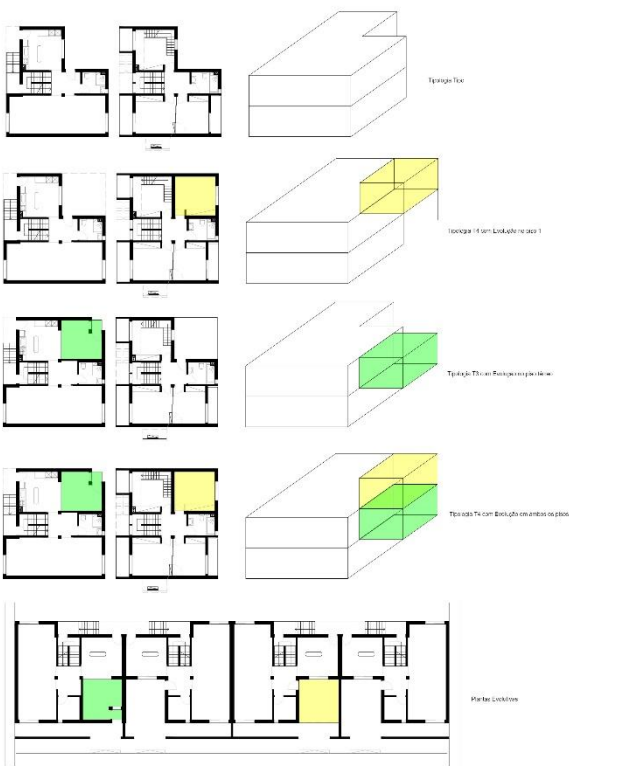 Tipologia Tipo
Tipologia T4 com Evolução no piso 1
Tipologia T3 com Evolução no piso térreo
Tipologia T4 com Evolução em ambos os pisos
Plantas Evolutivas